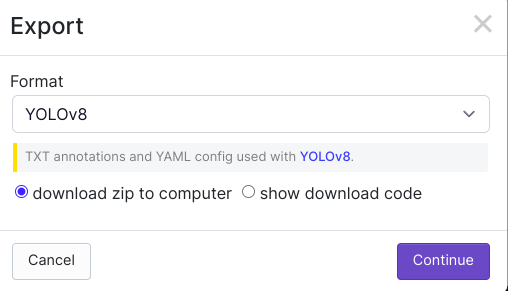 Export
Format
YOLOv8
TXT annotations and YAML config used with YOLOv8.
download zip to computer show download code
Cancel Continue